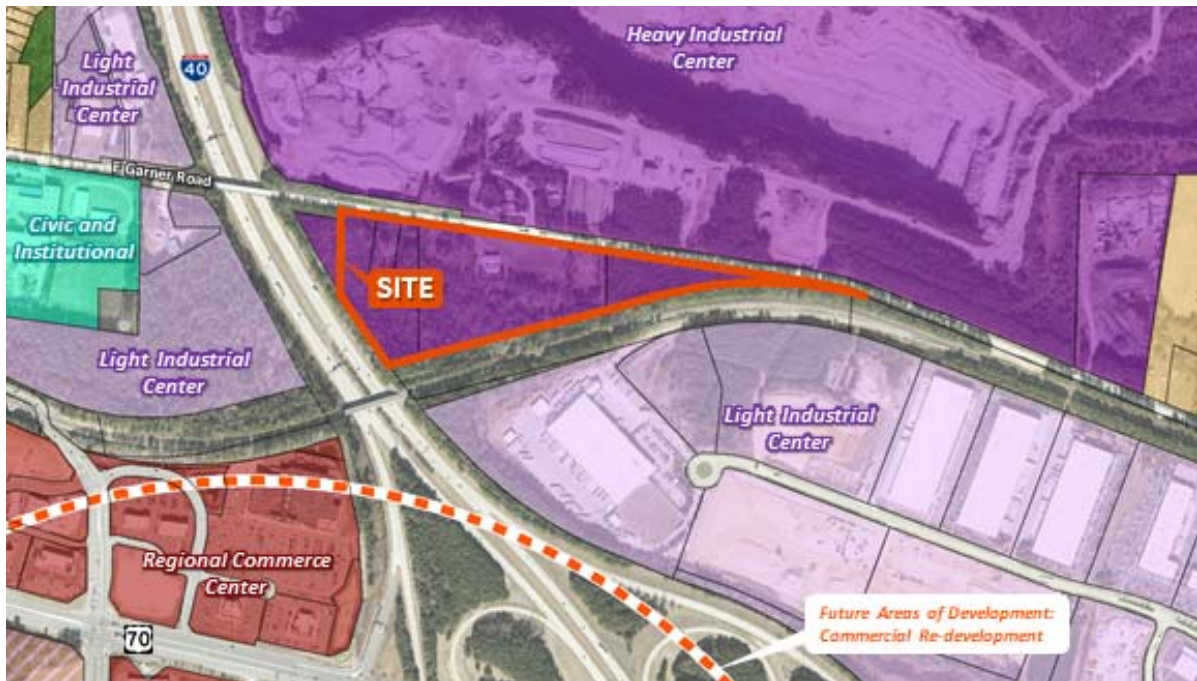 Heavy Industrial
Center
Light
Industrial
Center
40
E Garner Road
Civic and
Institutional
SITE
Light Industrial
Center
Light Industrial
Center
Regional Commerce
Center
70
Future Areas of Development:
Commercial Re-development